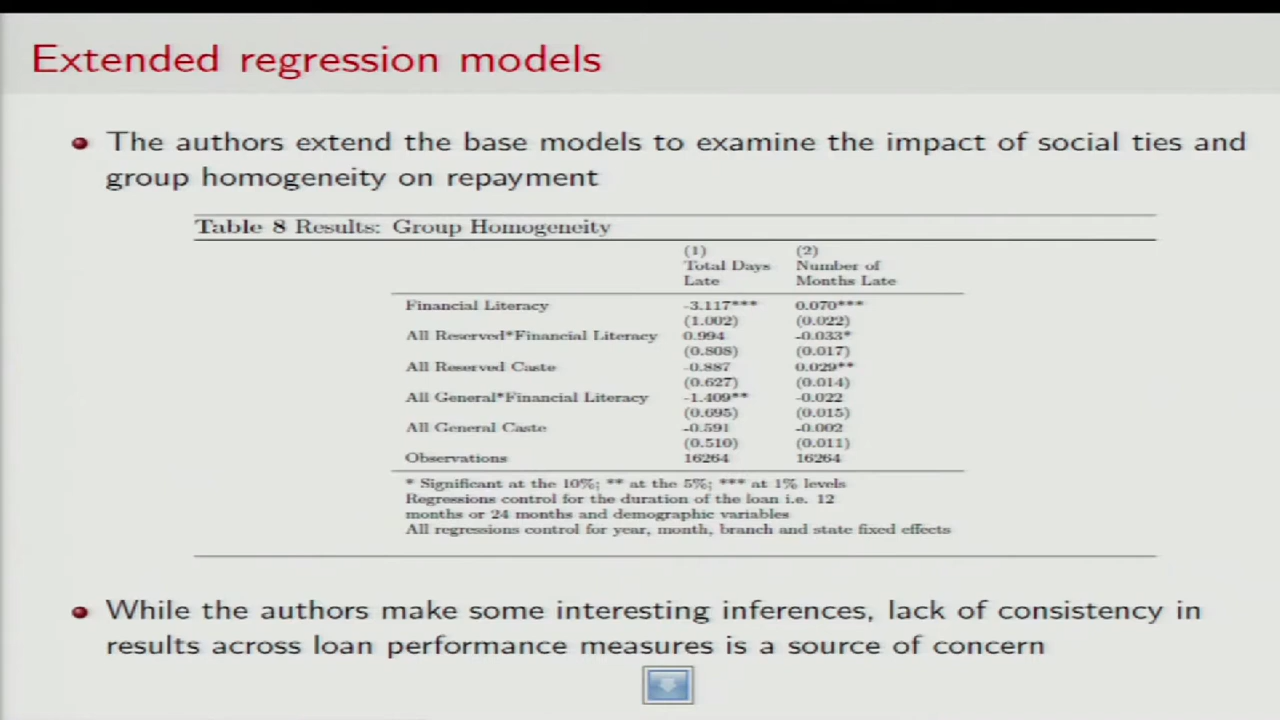 Extended regression models
The authors extend the base models to examine the impact of social ties and
group homogeneity on repayment
Table 8 Results: Group Homogeneity
(1) (2)
Total Days Number of
Late Months Late
Financial Literacy -3.117*** 0.070***
(1.002) (0.022)
All Reserved*Financial Literacy 0.994 -0.033*
(0.808) (0.017)
All Reserved Caste -0.887 0.029**
(0.627) (0.014)
All General*Financial Literacy -1.409** -0.022
(0.695) (0.015)
All General Caste -0.591 -0.002
(0.510) (0.011)
Observations 16264 16264
* Significant at the 10%; ** at the 5%; *** at 1% levels
Regressions control for the duration of the loan i.e. 12
months or 24 months and demographic variables
All regressions control for year, month, branch and state fixed effects
While the authors make some interesting inferences, lack of consistency in
results across loan performance measures is a source of concern